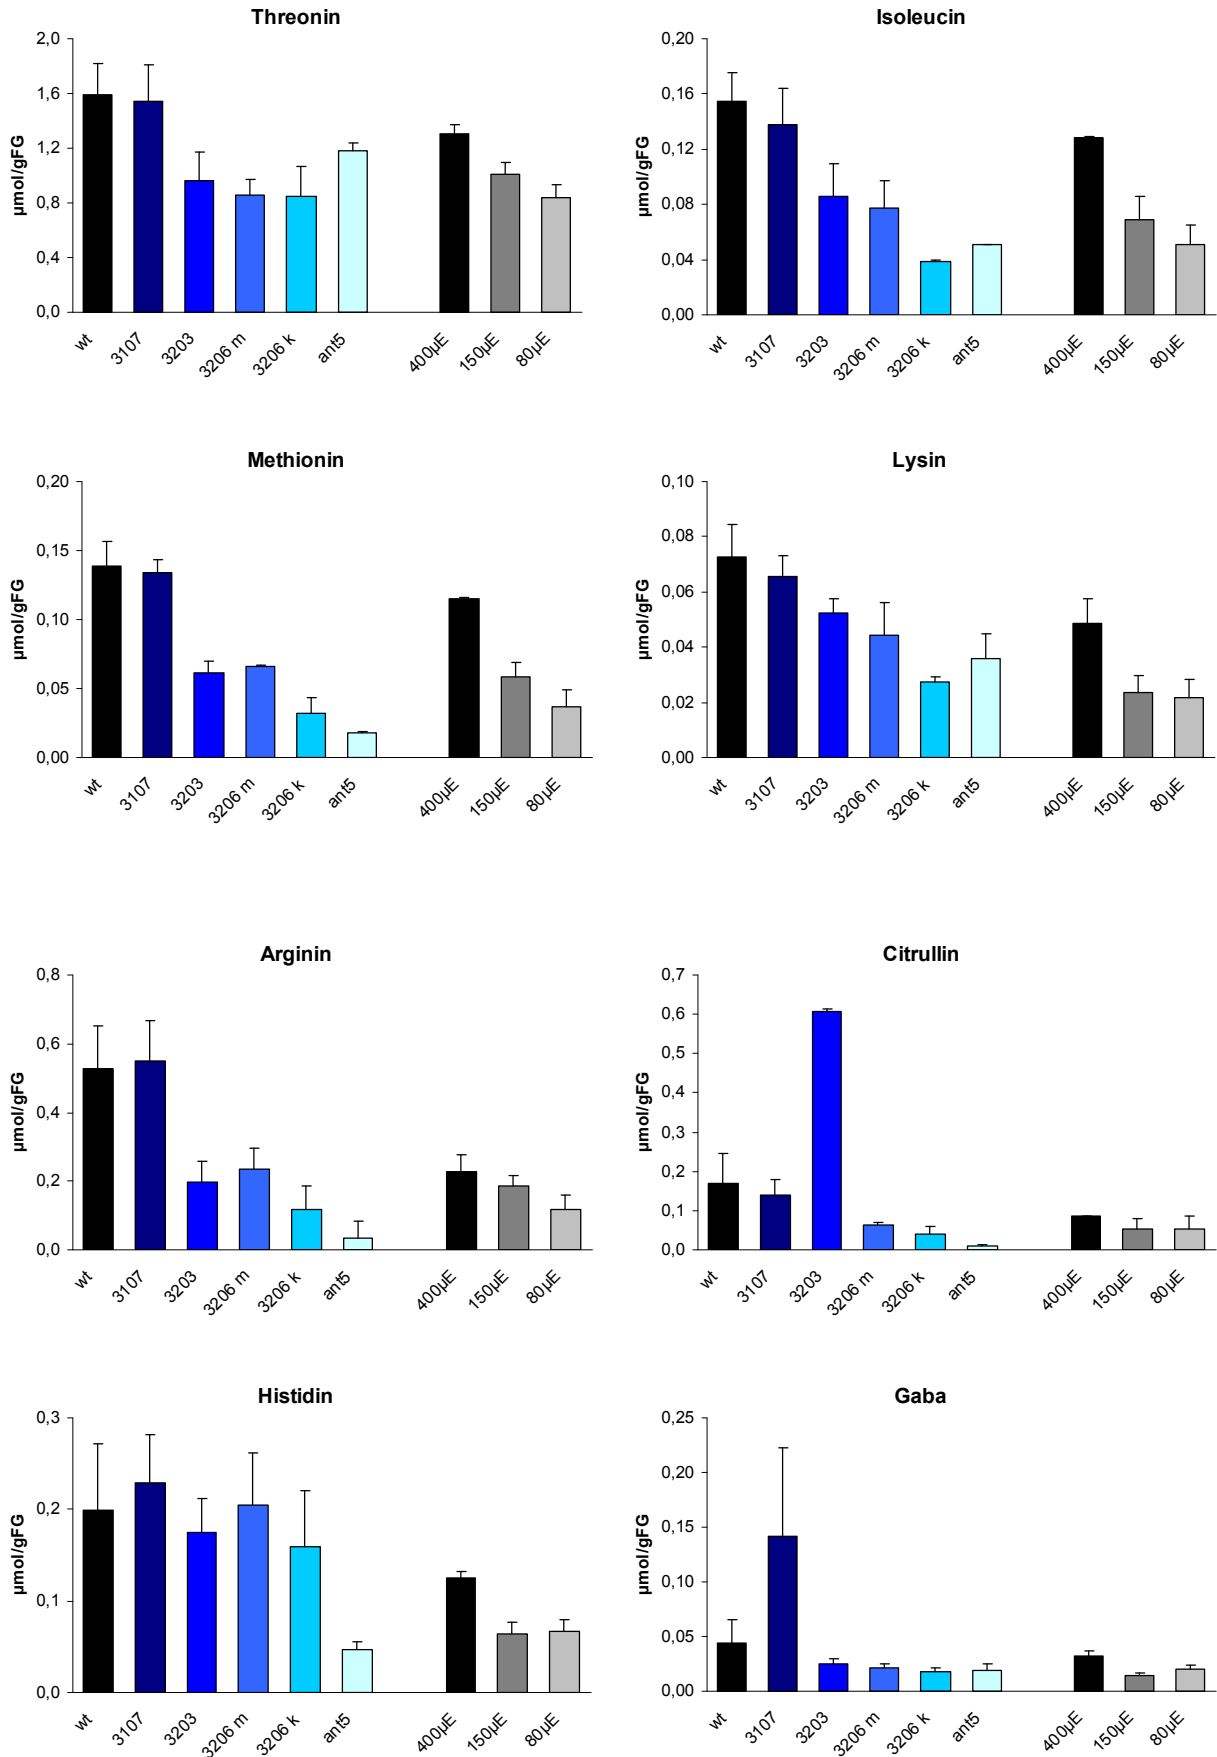 Threonin
2,0
1,6
1,2
0,8
0,4
0,0
µmol/gFG
wt
3107
3203
3206 m
3206 k
ant5
400µE
150µE
80µE
Isoleucin
0,20
0,16
0,12
0,08
0,04
0,00
µmol/gFG
wt
3107
3203
3206 m
3206 k
ant5
400µE
150µE
80µE
Methionin
0,20
0,15
0,10
0,05
0,00
µmol/gFG
wt
3107
3203
3206 m
3206 k
ant5
400µE
150µE
80µE
Lysin
0,10
0,08
0,06
0,04
0,02
0,00
µmol/gFG
wt
3107
3203
3206 m
3206 k
ant5
400µE
150µE
80µE
Arginin
0,8
0,6
0,4
0,2
0,0
µmol/gFG
wt
3107
3203
3206 m
3206 k
ant5
400µE
150µE
80µE
Citrullin
0,7
0,6
0,5
0,4
0,3
0,2
0,1
0,0
µmol/gFG
wt
3107
3203
3206 m
3206 k
ant5
400µE
150µE
80µE
Histidin
0,3
0,2
0,1
0,0
µmol/gFG
wt
3107
3203
3206 m
3206 k
ant5
400µE
150µE
80µE
Gaba
0,25
0,20
0,15
0,10
0,05
0,00
µmol/gFG
wt
3107
3203
3206 m
3206 k
ant5
400µE
150µE
80µE